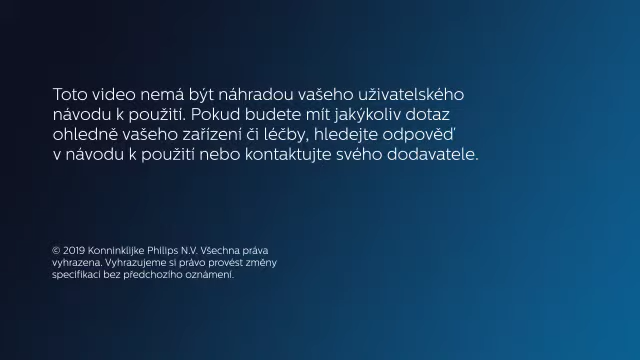 Toto video nemá být náhradou vašeho uživatelského
návodu k použití. Pokud budete mít jakýkoliv dotaz
ohledně vašeho zařízení či léčby, hledejte odpověď
v návodu k použití nebo kontaktujte svého dodavatele.
© 2019 Konninklijke Philips N.V. Všechna práva
vyhrazena. Vyhrazujeme si právo provést změny
specifikací bez předchozího oznámení.